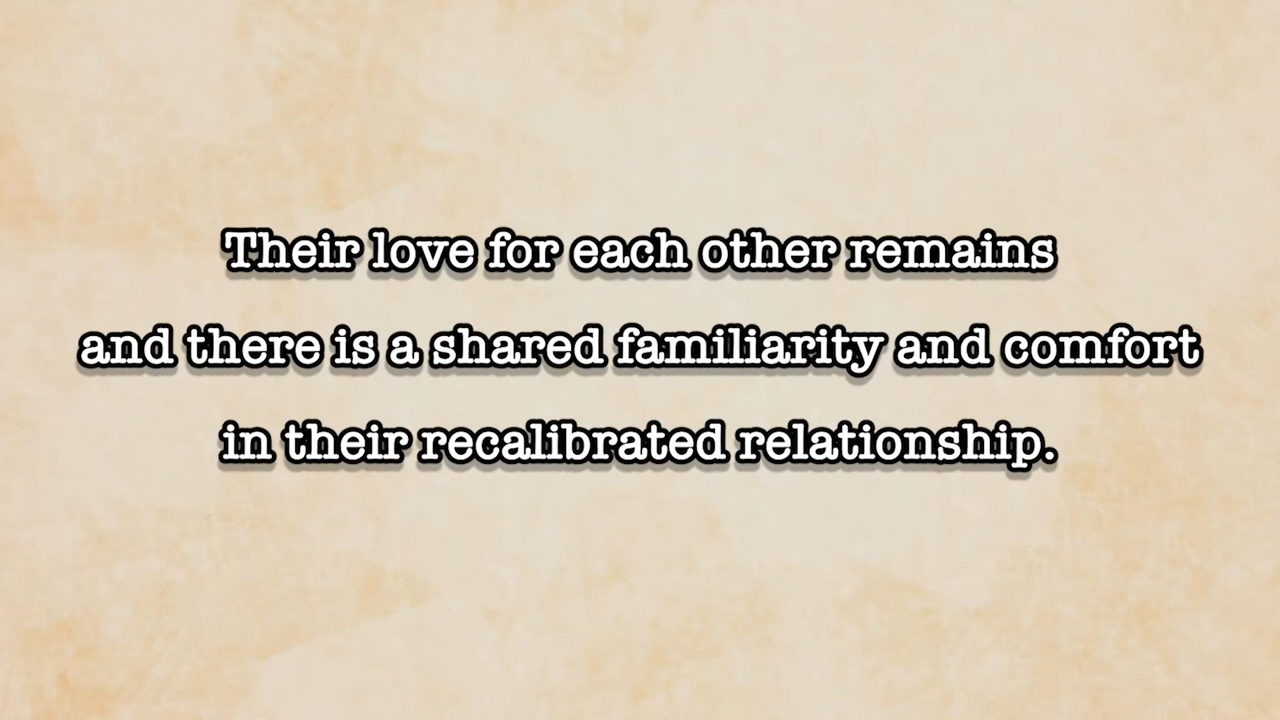 Their love for each other remains
and there is a shared familiarity and comfort
in their recalibrated relationship.